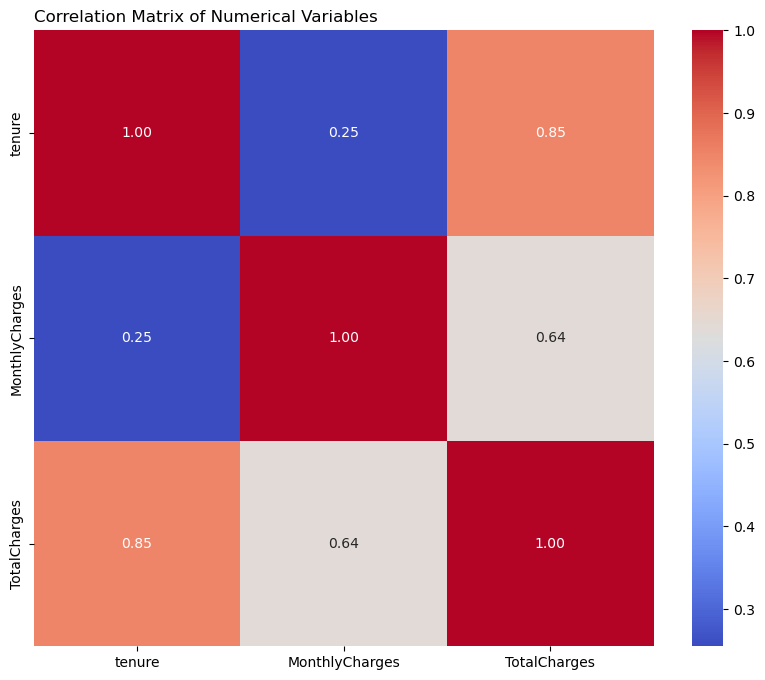 Correlation Matrix of Numerical Variables
tenure
1.00
0.25
0.85
MonthlyCharges
0.25
1.00
0.64
TotalCharges
0.85
0.64
1.00
tenure
MonthlyCharges
TotalCharges
1.0
0.9
0.8
0.7
0.6
0.5
0.4
0.3